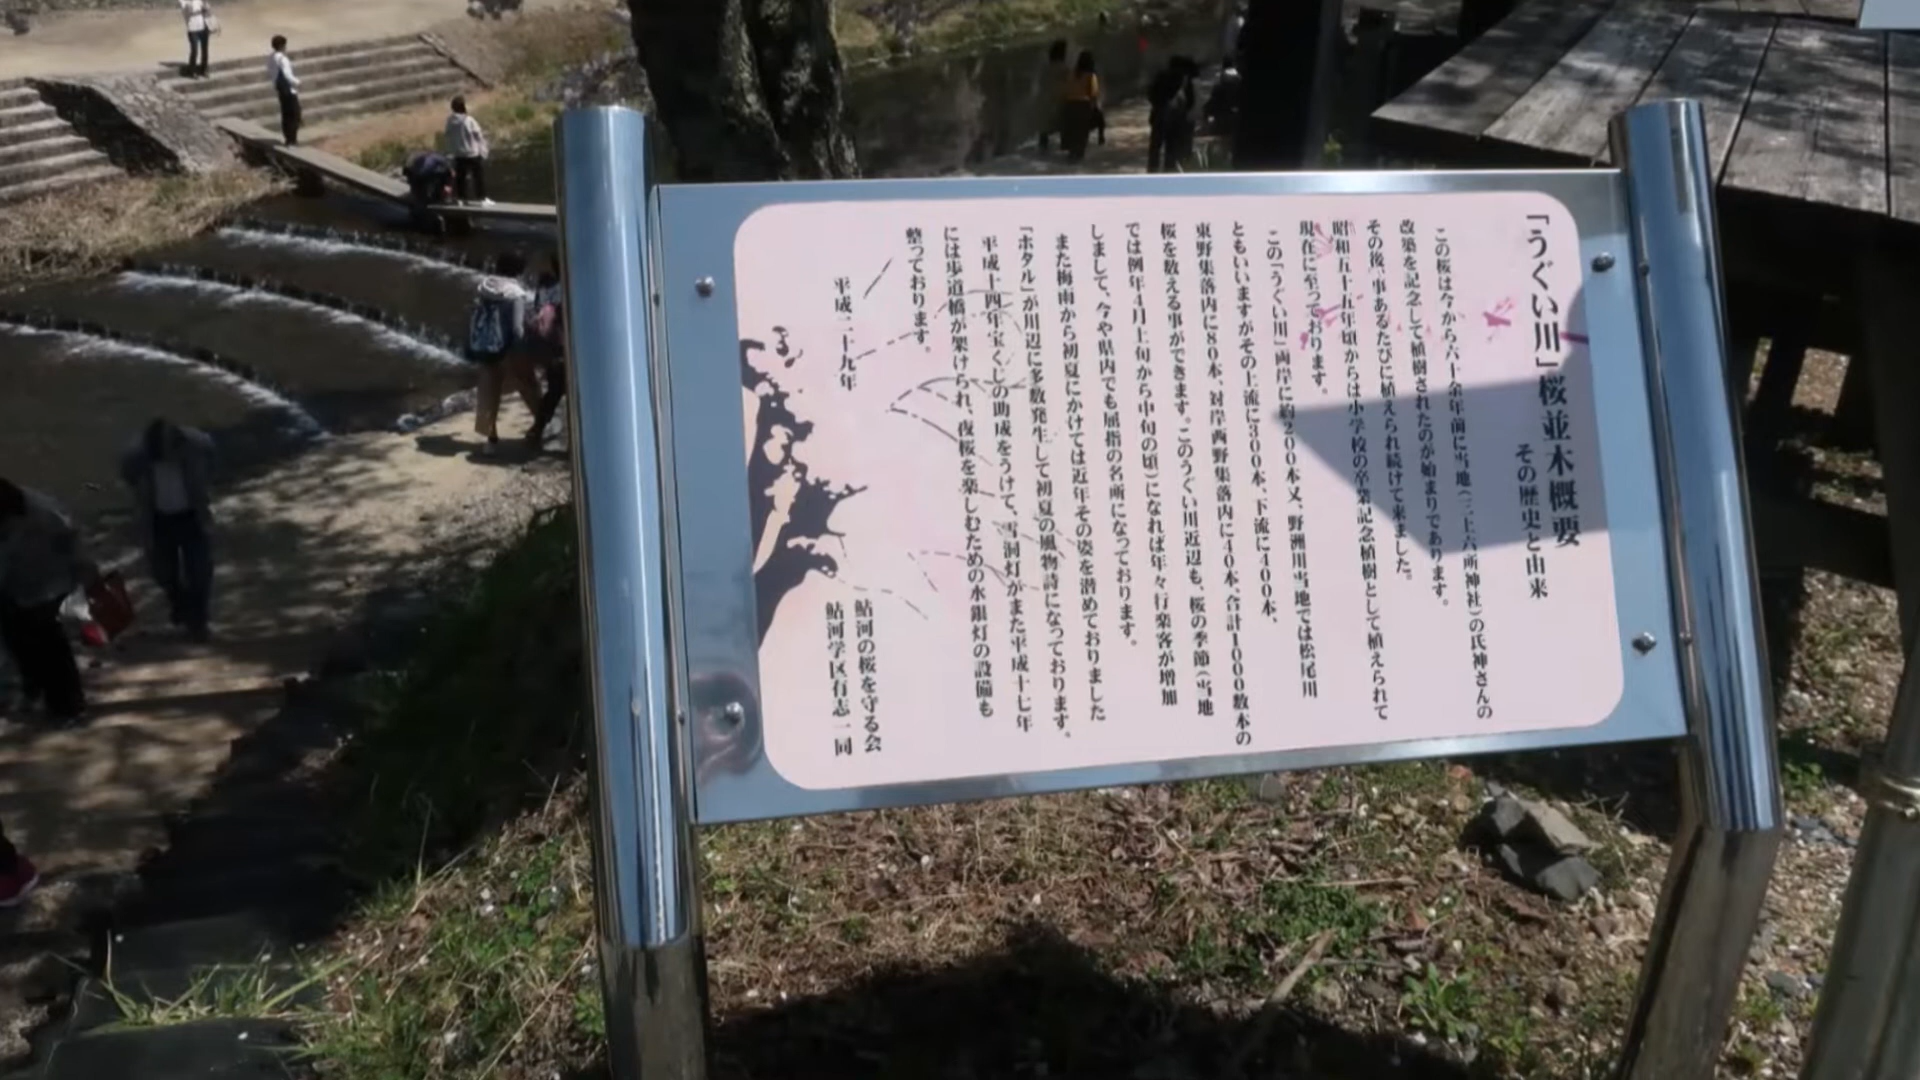 「うぐい川」桜並木概要
その歴史と由来
この桜は今から六十余年前に当地(三上六所神社)の氏神さんの
改築を記念して植樹されたのが始まりであります。
その後、事あるたびに植えられ続けて来ました。
昭和五十五年頃からは小学校の卒業記念植樹として植えられて
現在に至っております。
この「うぐい川」両岸に約200本又、野洲川当地では松尾川
ともいいますがその上流に300本、下流に400本、
東野集落内に80本、対岸西野集落内に40本、合計1000数本の
桜を数える事ができます。このうぐい川近辺も、桜の季節(当地
では例年4月上旬から中旬の頃)になれば年々行楽客が増加
しまして、今や県内でも屈指の名所になっております。
また梅雨から初夏にかけては近年その姿を潜めておりました
「ホタル」が川辺に多数発生して初夏の風物詩になっております。
平成十四年宝くじの助成をうけて、雪洞灯がまた平成十七年
には歩道橋が架けられ、夜桜を楽しむための水銀灯の設備も
整っております。
平成二十九年
鮎河の桜を守る会
鮎河学区有志一同